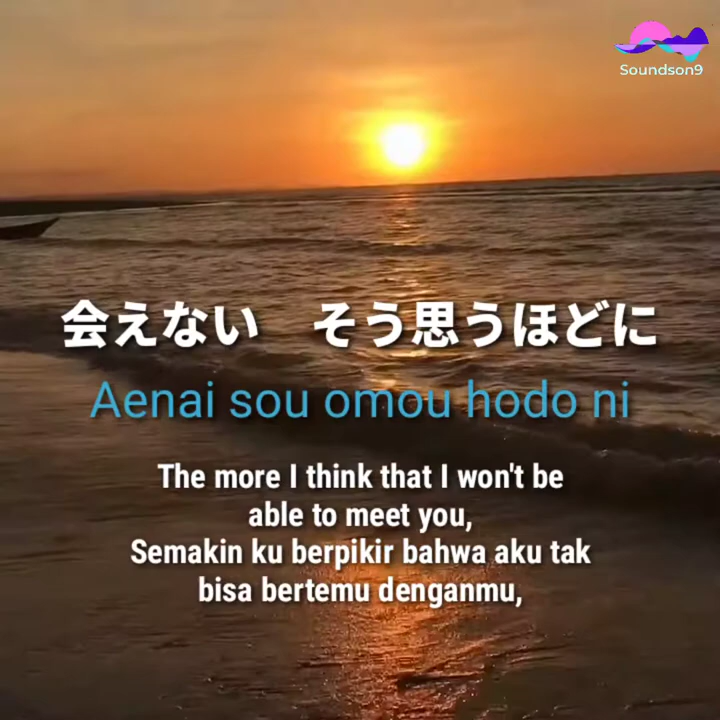 Soundson9
会えない　そう思うほどに
Aenai sou omou hodo ni
The more I think that I won't be
able to meet you,
Semakin ku berpikir bahwa aku tak
bisa bertemu denganmu,